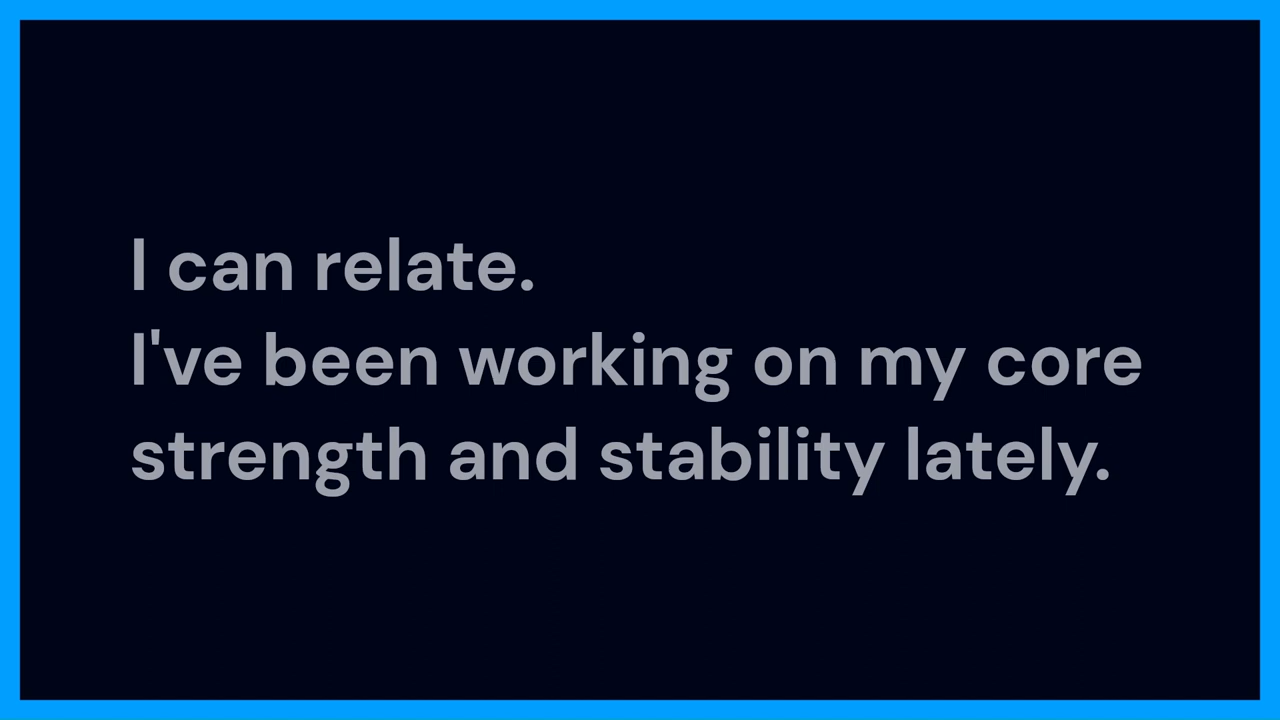 I can relate.
I've been working on my core
strength and stability lately.